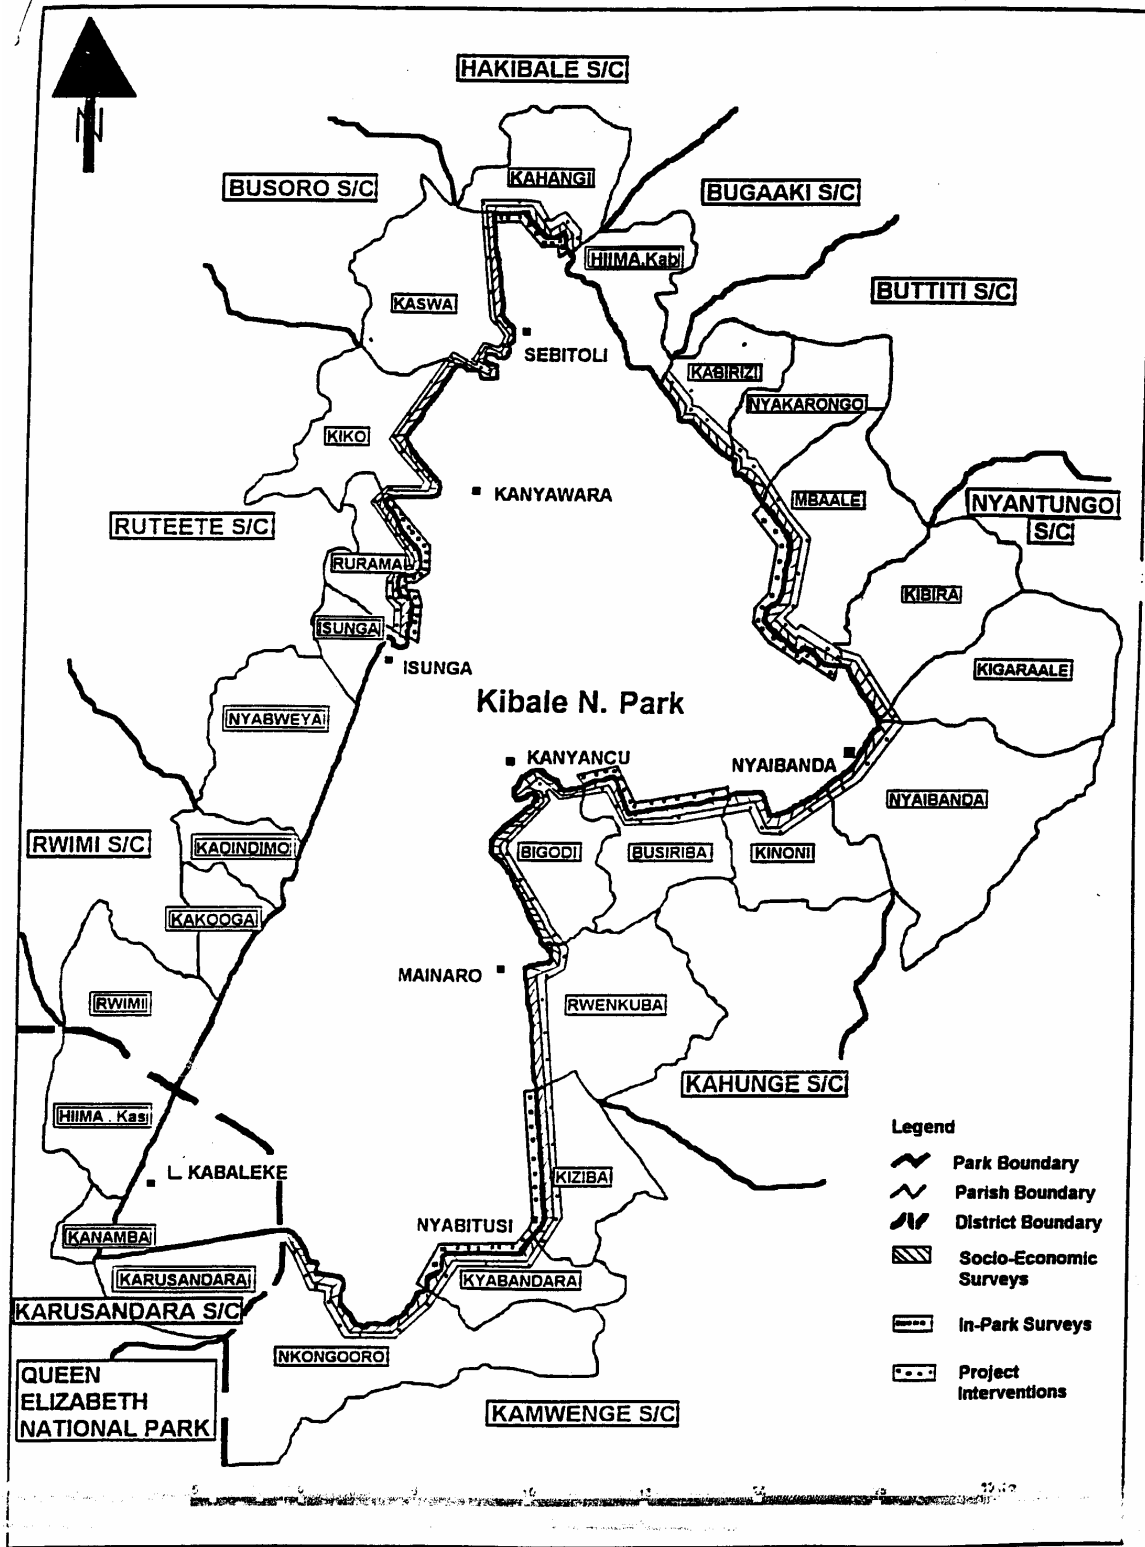 N
HAKIBALE S/C
KAHANGI
BUSORO S/C
BUGAAKI S/C
HIIMA.Kab
BUTTITI S/C
KASWA
SEBITOLI
KABIRIZI
NYAKARONGO
KIKO
KANYAWARA
MBAALE
NYANTUNGO
S/C
RUTEETE S/C
RURAMA
KIBIRA
ISUNGA
ISUNGA
KIGARAALE
Kibale N. Park
NYABWEYA
KANYANCU
NYAIBANDA
NYAIBANDA
RWIMI S/C
KADINDIMO
BIGODI
BUSIRIBA
KINONI
KAKOOGA
MAINARO
RWIMI
RWENKUBA
KAHUNGE S/C
HIIMA . Kas
L. KABALEKE
KIZIBA
NYABITUSI
KANAMBA
KARUSANDARA
KYABANDARA
KARUSANDARA S/C
NKONGOORO
QUEEN
ELIZABETH
NATIONAL PARK
KAMWENGE S/C
Legend
Park Boundary
Parish Boundary
District Boundary
Socio-Economic
Surveys
In-Park Surveys
Project
Interventions